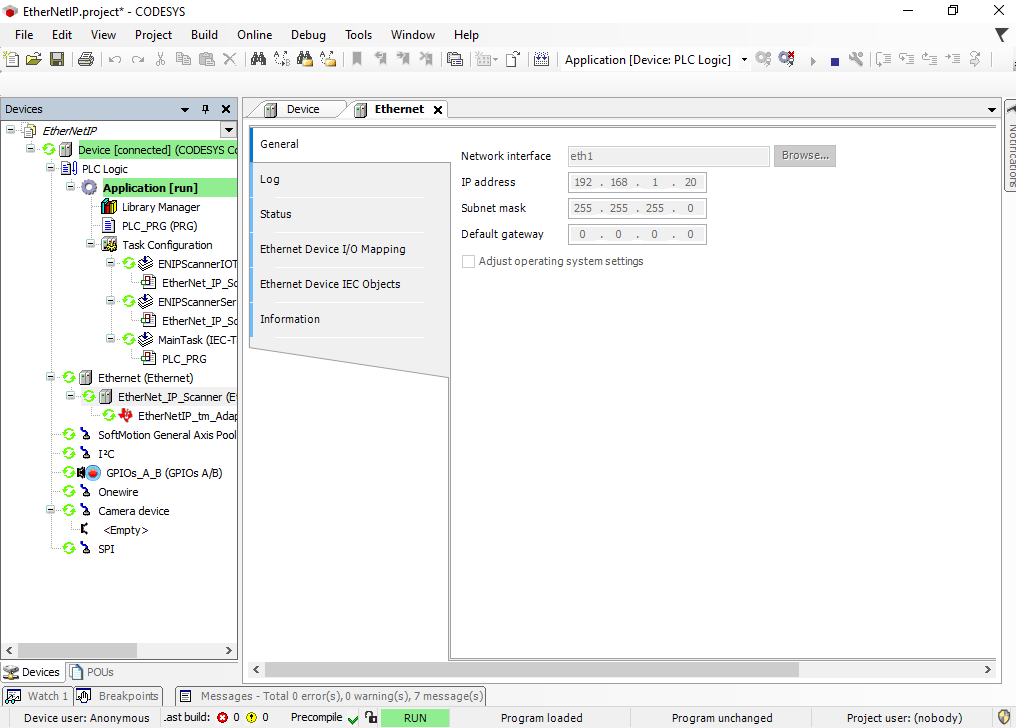 EtherNetIP.project* - CODESYS
File Edit View Project Build Online Debug Tools Window Help
Application [Device: PLC Logic]
Devices
EtherNetIP
Device [connected] (CODESYS Co
PLC Logic
Application [run]
Library Manager
PLC_PRG (PRG)
Task Configuration
ENIPScannerIOT
EtherNet_IP_Sc
ENIPScannerSer
EtherNet_IP_Sc
MainTask (IEC-T
PLC_PRG
Ethernet (Ethernet)
EtherNet_IP_Scanner (Et
EtherNetIP_tm_Adap
SoftMotion General Axis Pool
I²C
GPIOs_A_B (GPIOs A/B)
Onewire
Camera device
<Empty>
SPI
Devices POUs
Device Ethernet
General
Log
Status
Ethernet Device I/O Mapping
Ethernet Device IEC Objects
Information
Network interface eth1 Browse...
IP address 192 . 168 . 1 . 20
Subnet mask 255 . 255 . 255 . 0
Default gateway 0 . 0 . 0 . 0
Adjust operating system settings
Notifications
Watch 1 Breakpoints Messages - Total 0 error(s), 0 warning(s), 7 message(s)
Device user: Anonymous .ast build: 0 0 Precompile RUN Program loaded Program unchanged Project user: (nobody)